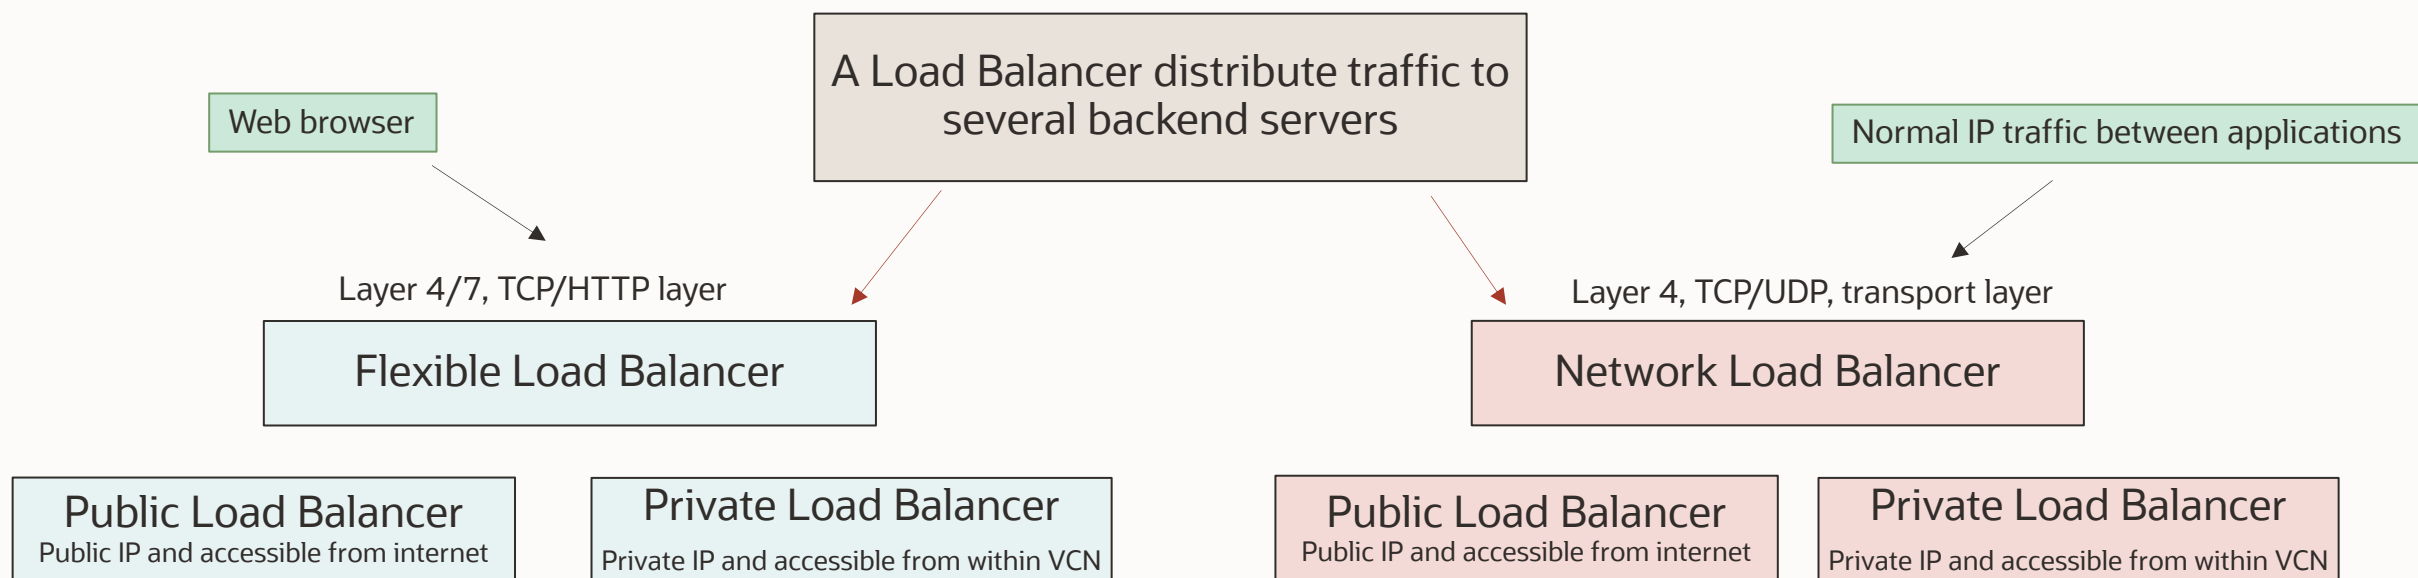 A Load Balancer distribute traffic to
several backend servers
Web browser
Normal IP traffic between applications
Layer 4/7, TCP/HTTP layer
Layer 4, TCP/UDP, transport layer
Flexible Load Balancer
Network Load Balancer
Public Load Balancer
Public IP and accessible from internet
Private Load Balancer
Private IP and accessible from within VCN
Public Load Balancer
Public IP and accessible from internet
Private Load Balancer
Private IP and accessible from within VCN